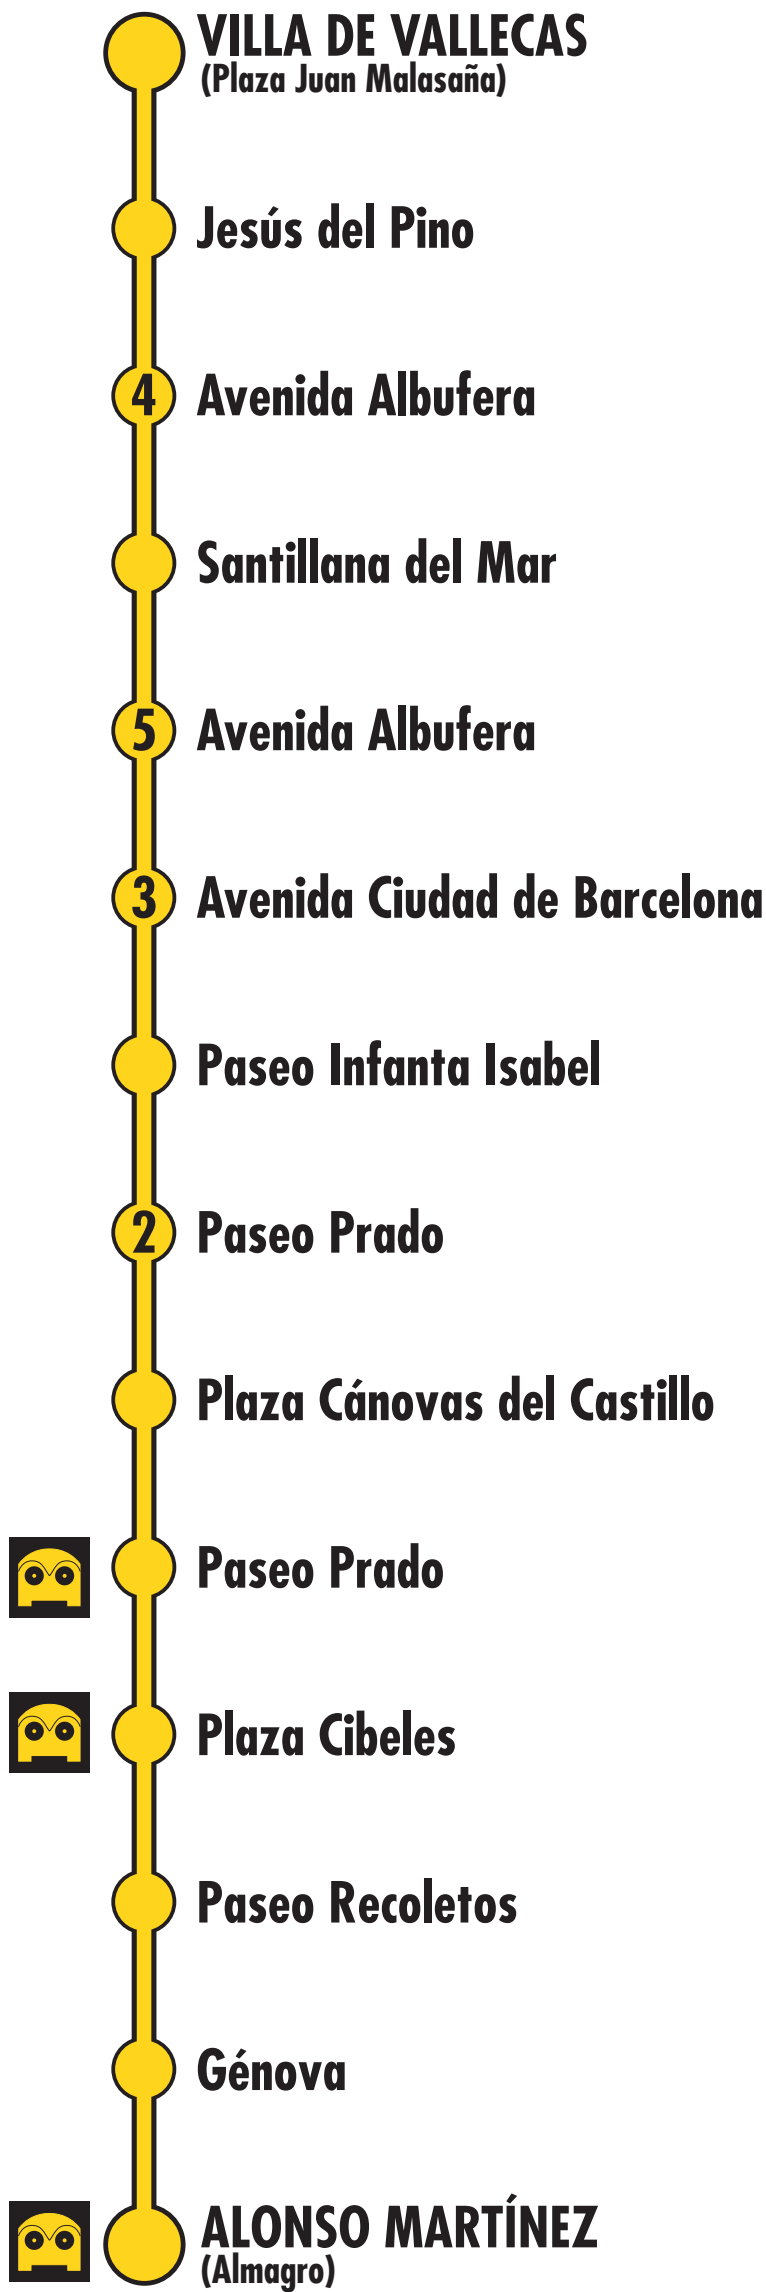 VILLA DE VALLECAS
(Plaza Juan Malasaña)
Jesús del Pino
4 Avenida Albufera
Santillana del Mar
5 Avenida Albufera
3 Avenida Ciudad de Barcelona
Paseo Infanta Isabel
2 Paseo Prado
Plaza Cánovas del Castillo
Paseo Prado
Plaza Cibeles
Paseo Recoletos
Génova
ALONSO MARTÍNEZ
(Almagro)